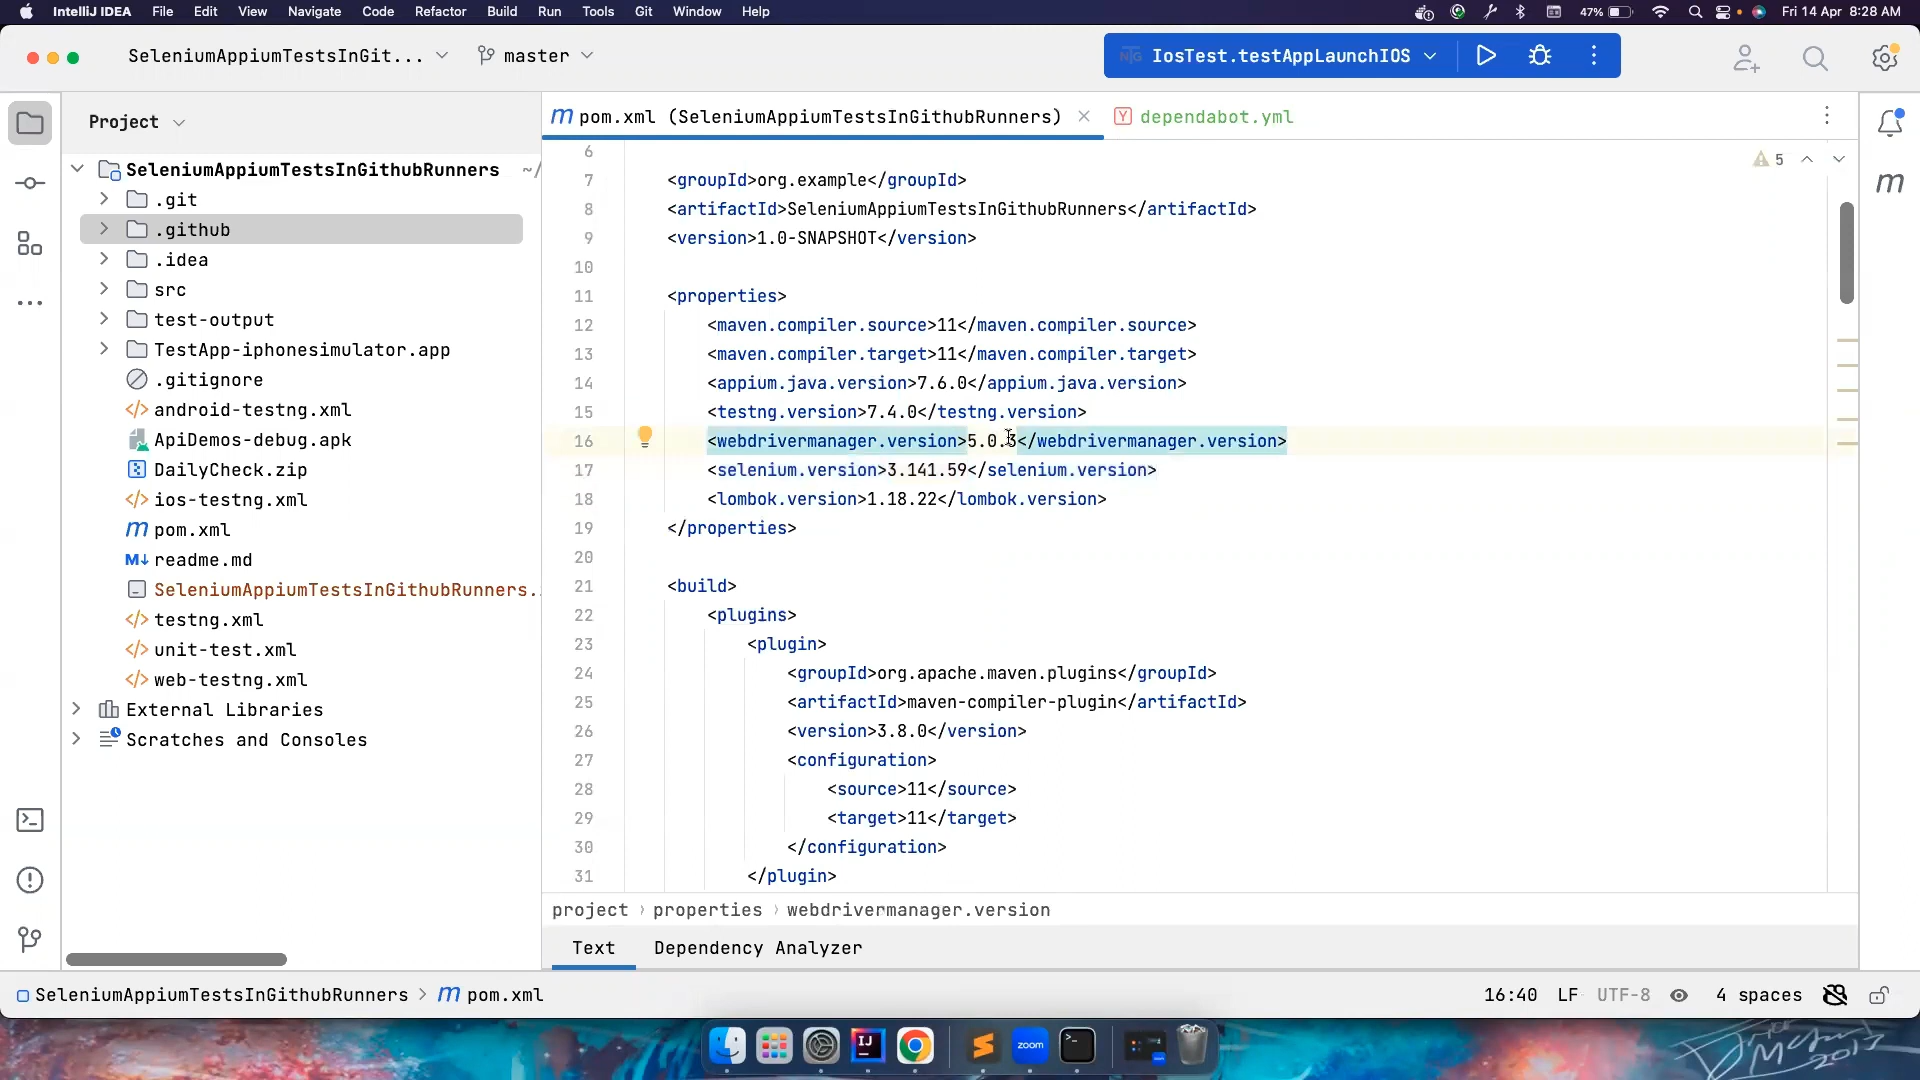 IntelliJ IDEA File Edit View Navigate Code Refactor Build Run Tools Git Window Help 47% Fri 14 Apr 8:28 AM
SeleniumAppiumTestsInGit... master IosTest.testAppLaunchIOS
Project
SeleniumAppiumTestsInGithubRunners ~/
.git
.github
.idea
src
test-output
TestApp-iphonesimulator.app
.gitignore
android-testng.xml
ApiDemos-debug.apk
DailyCheck.zip
ios-testng.xml
pom.xml
readme.md
SeleniumAppiumTestsInGithubRunners.
testng.xml
unit-test.xml
web-testng.xml
External Libraries
Scratches and Consoles
pom.xml (SeleniumAppiumTestsInGithubRunners) dependabot.yml
5
6
7 <groupId>org.example</groupId>
8 <artifactId>SeleniumAppiumTestsInGithubRunners</artifactId>
9 <version>1.0-SNAPSHOT</version>
10
11 <properties>
12 <maven.compiler.source>11</maven.compiler.source>
13 <maven.compiler.target>11</maven.compiler.target>
14 <appium.java.version>7.6.0</appium.java.version>
15 <testng.version>7.4.0</testng.version>
16 <webdrivermanager.version>5.0.3</webdrivermanager.version>
17 <selenium.version>3.141.59</selenium.version>
18 <lombok.version>1.18.22</lombok.version>
19 </properties>
20
21 <build>
22 <plugins>
23 <plugin>
24 <groupId>org.apache.maven.plugins</groupId>
25 <artifactId>maven-compiler-plugin</artifactId>
26 <version>3.8.0</version>
27 <configuration>
28 <source>11</source>
29 <target>11</target>
30 </configuration>
31 </plugin>
project › properties › webdrivermanager.version
Text Dependency Analyzer
SeleniumAppiumTestsInGithubRunners > pom.xml 16:40 LF UTF-8 4 spaces
zoom